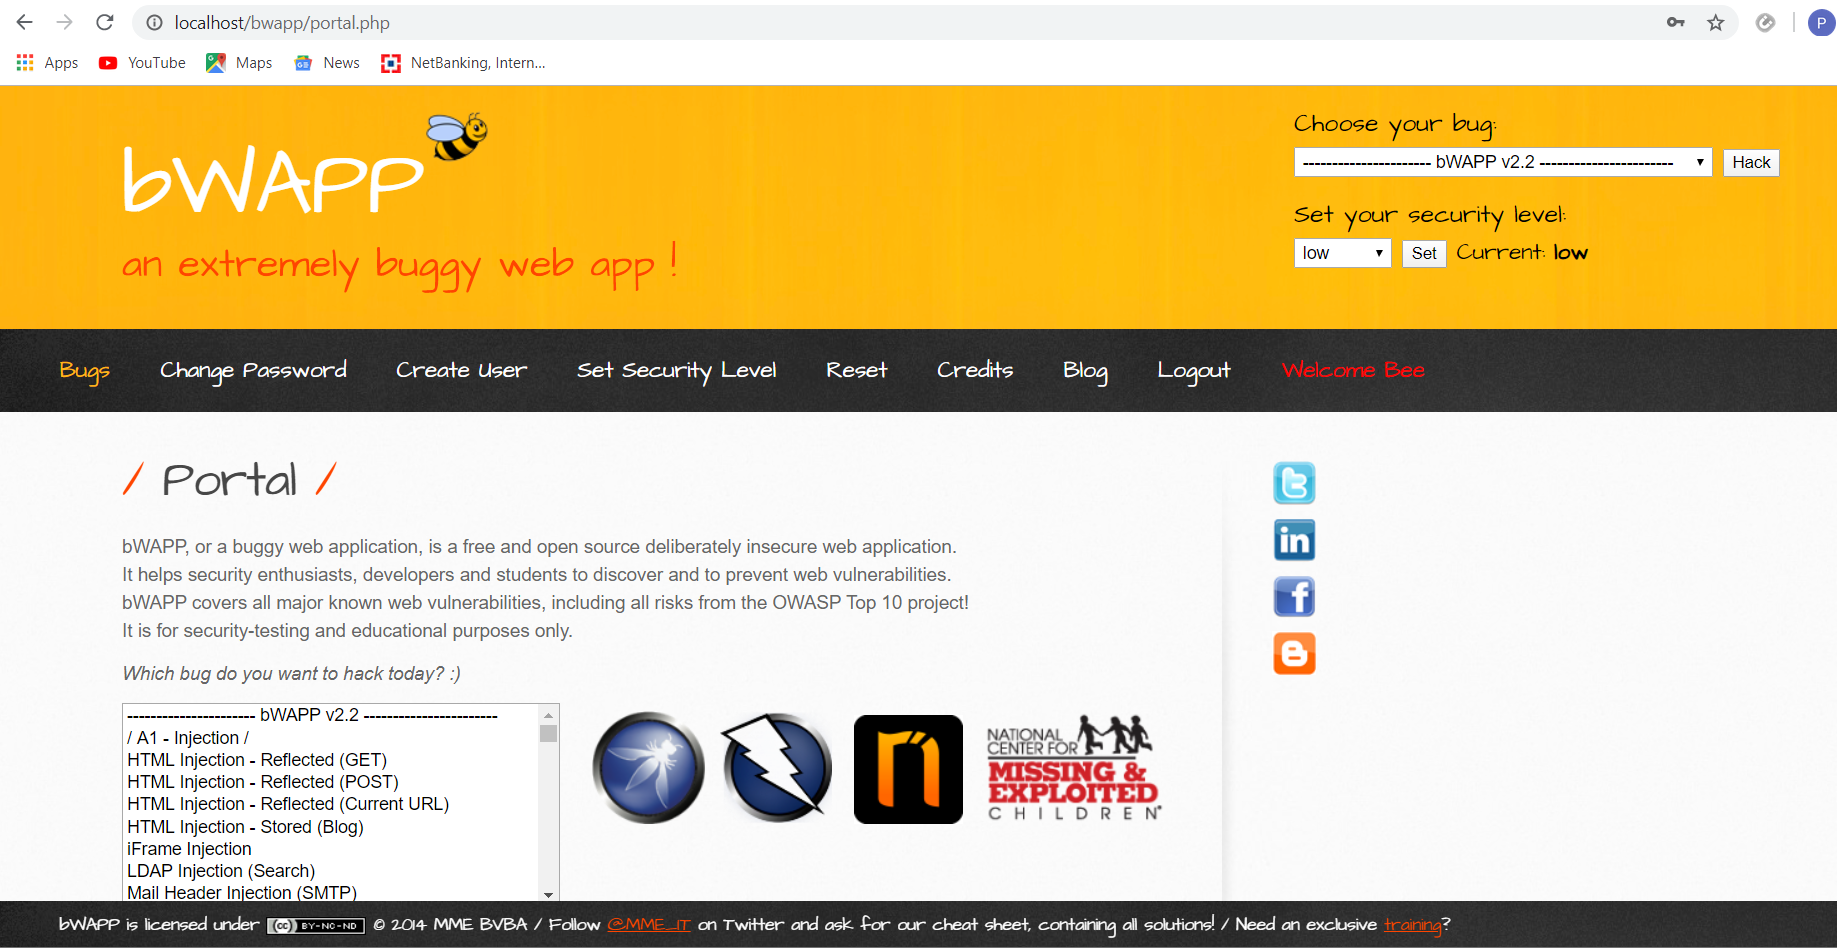 localhost/bwapp/portal.php
P
Apps YouTube Maps News NetBanking, Intern...
bWAPP
an extremely buggy web app !
Choose your bug:
---------------------- bWAPP v2.2 ----------------------- Hack
Set your security level:
low Set Current: low
Bugs Change Password Create User Set Security Level Reset Credits Blog Logout Welcome Bee
/ Portal /
bWAPP, or a buggy web application, is a free and open source deliberately insecure web application.
It helps security enthusiasts, developers and students to discover and to prevent web vulnerabilities.
bWAPP covers all major known web vulnerabilities, including all risks from the OWASP Top 10 project!
It is for security-testing and educational purposes only.
Which bug do you want to hack today? :)
---------------------- bWAPP v2.2 -----------------------
/ A1 - Injection /
HTML Injection - Reflected (GET)
HTML Injection - Reflected (POST)
HTML Injection - Reflected (Current URL)
HTML Injection - Stored (Blog)
iFrame Injection
LDAP Injection (Search)
Mail Header Injection (SMTP)
n
NATIONAL
CENTER FOR
MISSING &
EXPLOITED
CHILDREN®
t
in
f
B
bWAPP is licensed under cc BY-NC-ND © 2014 MME BVBA / Follow @MME_IT on Twitter and ask for our cheat sheet, containing all solutions! / Need an exclusive training?